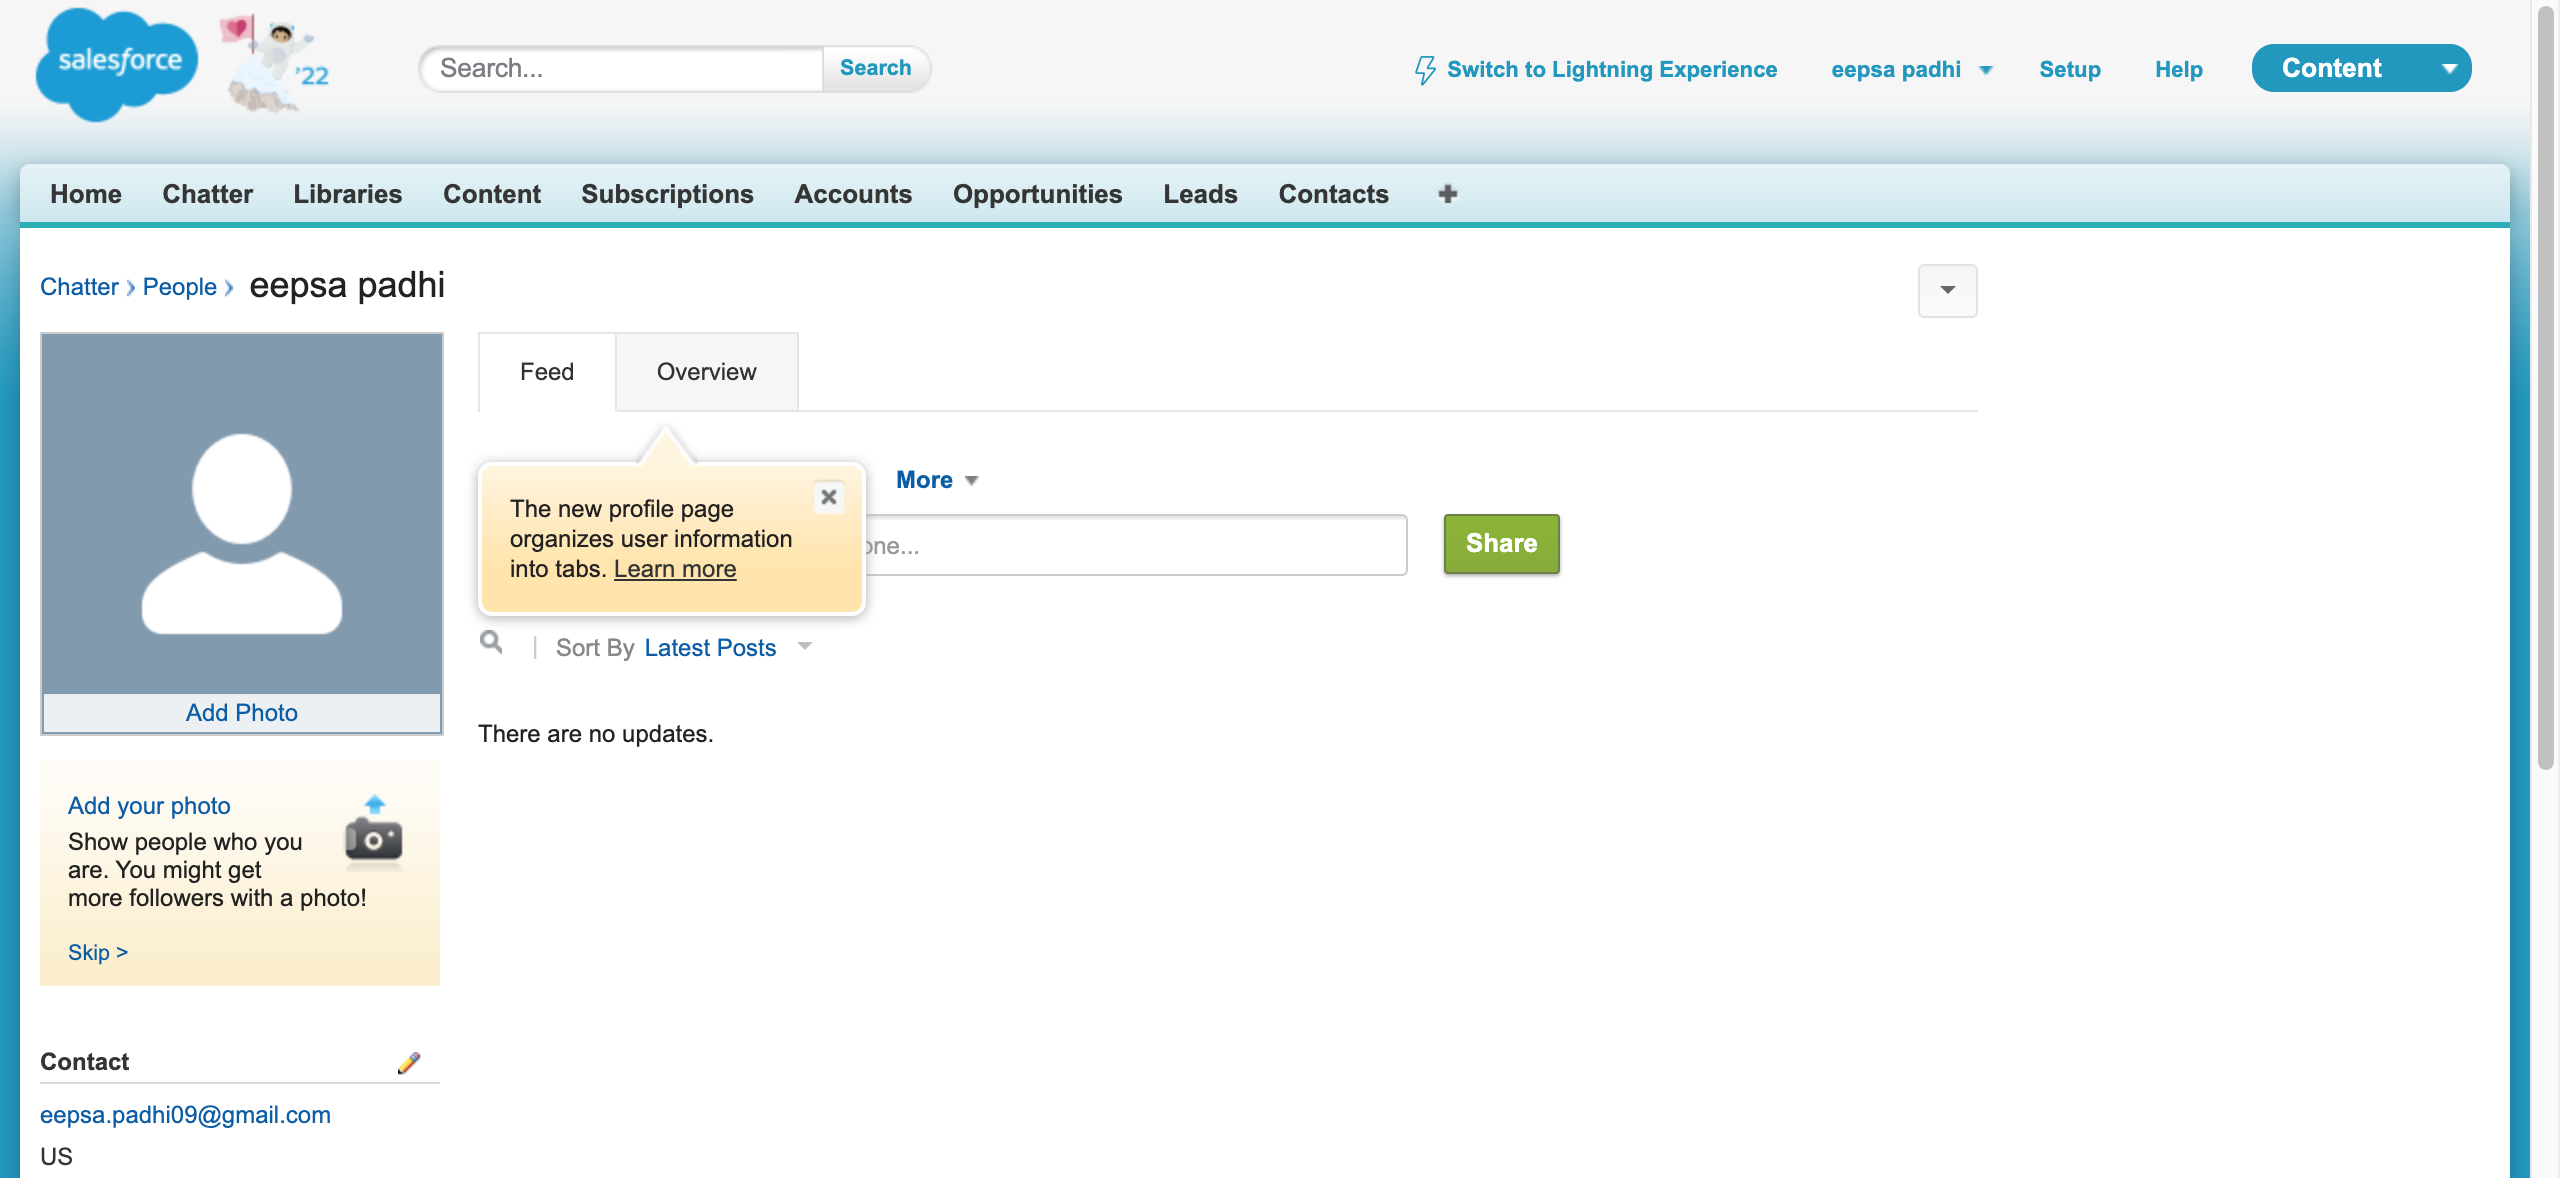 salesforce
'22
Search...
Search
Switch to Lightning Experience
eepsa padhi
Setup
Help
Content
Home
Chatter
Libraries
Content
Subscriptions
Accounts
Opportunities
Leads
Contacts
Chatter
People
eepsa padhi
Feed
Overview
More
The new profile page
organizes user information
into tabs. Learn more
one...
Share
Sort By Latest Posts
There are no updates.
Add Photo
Add your photo
Show people who you
are. You might get
more followers with a photo!
Skip >
Contact
eepsa.padhi09@gmail.com
US